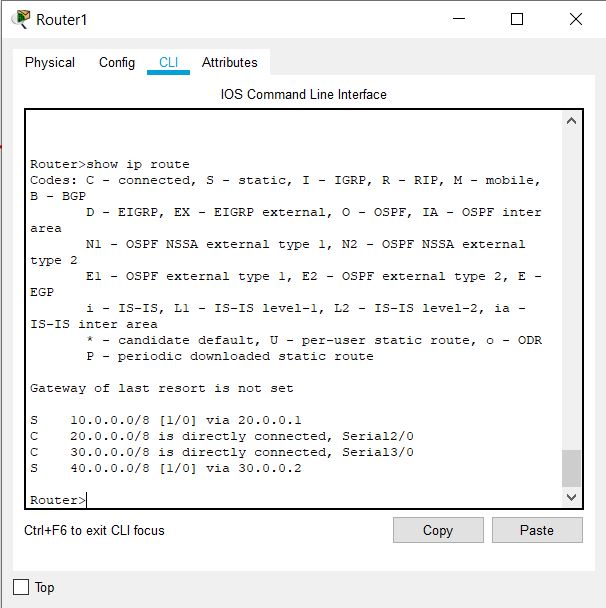 Router1
Physical Config CLI Attributes
IOS Command Line Interface
Router>show ip route
Codes: C - connected, S - static, I - IGRP, R - RIP, M - mobile,
B - BGP
       D - EIGRP, EX - EIGRP external, O - OSPF, IA - OSPF inter
area
       N1 - OSPF NSSA external type 1, N2 - OSPF NSSA external
type 2
       E1 - OSPF external type 1, E2 - OSPF external type 2, E -
EGP
       i - IS-IS, L1 - IS-IS level-1, L2 - IS-IS level-2, ia -
IS-IS inter area
       * - candidate default, U - per-user static route, o - ODR
       P - periodic downloaded static route
Gateway of last resort is not set
S    10.0.0.0/8 [1/0] via 20.0.0.1
C    20.0.0.0/8 is directly connected, Serial2/0
C    30.0.0.0/8 is directly connected, Serial3/0
S    40.0.0.0/8 [1/0] via 30.0.0.2
Router>
Ctrl+F6 to exit CLI focus Copy Paste
Top